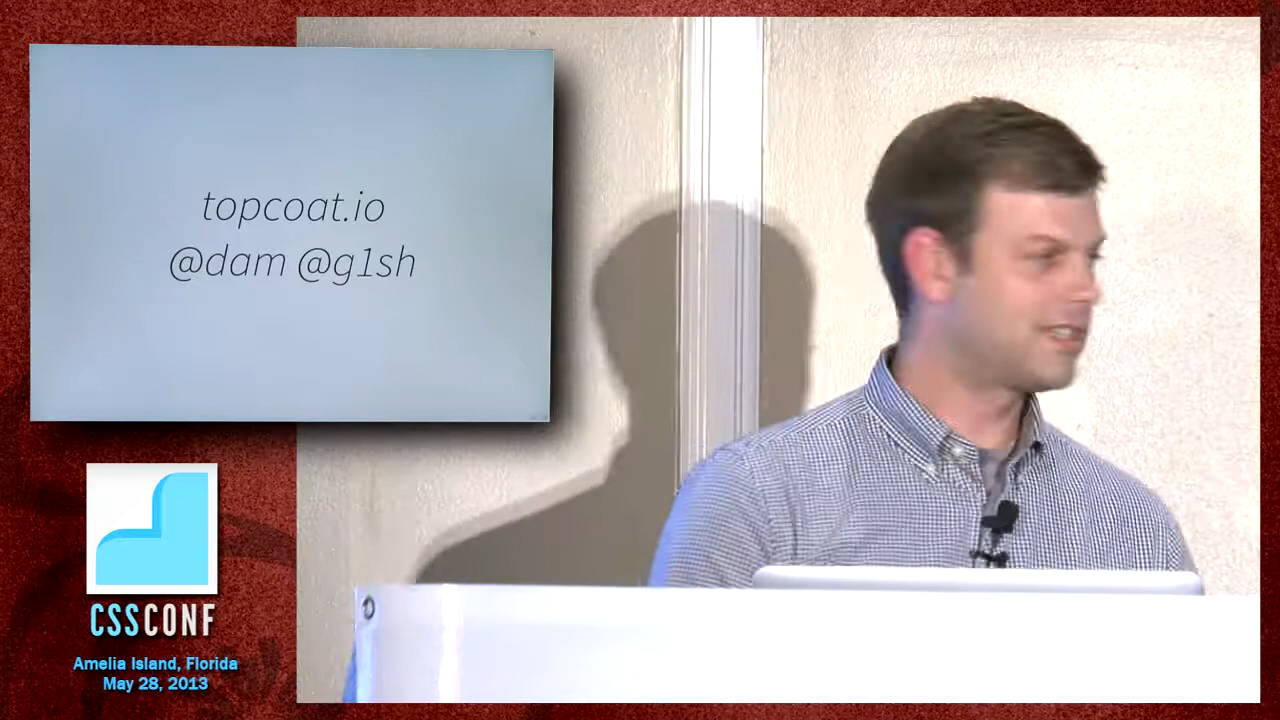 topcoat.io
@dam @g1sh
CSSCONF
Amelia Island, Florida
May 28, 2013